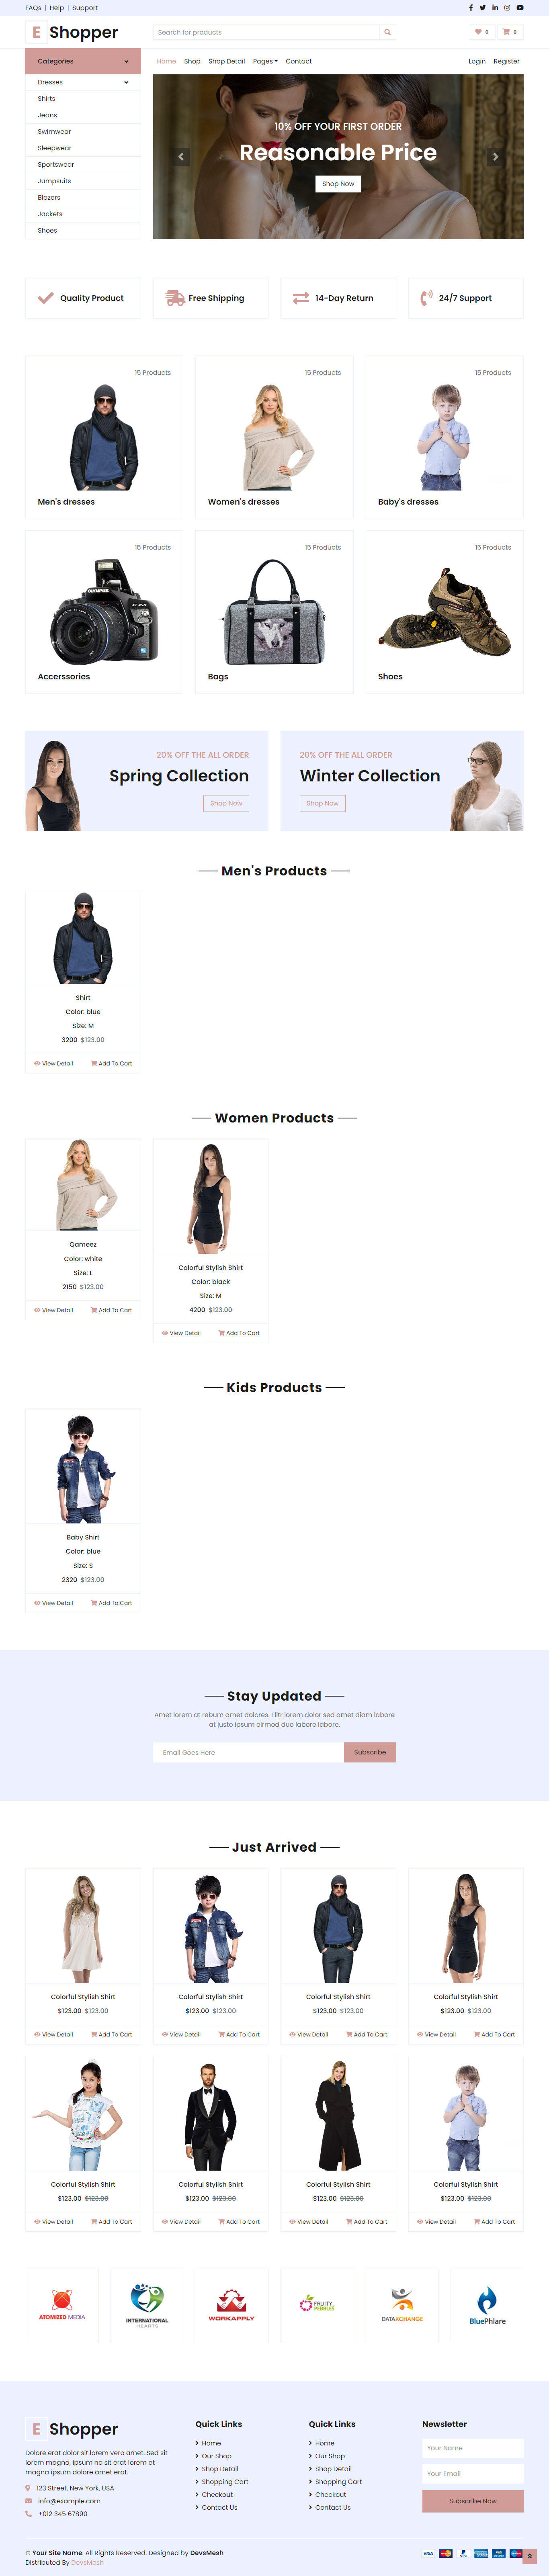 FAQs | Help | Support
E Shopper
Search for products
0
0
Categories
Home Shop Shop Detail Pages Contact
Login Register
Dresses
Shirts
Jeans
Swimwear
Sleepwear
Sportswear
Jumpsuits
Blazers
Jackets
Shoes
10% OFF YOUR FIRST ORDER
Reasonable Price
Shop Now
Quality Product
Free Shipping
14-Day Return
24/7 Support
15 Products
Men's dresses
15 Products
Women's dresses
15 Products
Baby's dresses
15 Products
OLYMPUS
Accerssories
15 Products
Bags
15 Products
Shoes
20% OFF THE ALL ORDER
Spring Collection
Shop Now
20% OFF THE ALL ORDER
Winter Collection
Shop Now
Men's Products
Shirt
Color: blue
Size: M
3200 $123.00
View Detail Add To Cart
Women Products
Qameez
Color: white
Size: L
2150 $123.00
View Detail Add To Cart
Colorful Stylish Shirt
Color: black
Size: M
4200 $123.00
View Detail Add To Cart
Kids Products
Baby Shirt
Color: blue
Size: S
2320 $123.00
View Detail Add To Cart
Stay Updated
Amet lorem at rebum amet dolores. Elitr lorem dolor sed amet diam labore
at justo ipsum eirmod duo labore labore.
Email Goes Here
Subscribe
Just Arrived
Colorful Stylish Shirt
$123.00 $123.00
View Detail Add To Cart
Colorful Stylish Shirt
$123.00 $123.00
View Detail Add To Cart
Colorful Stylish Shirt
$123.00 $123.00
View Detail Add To Cart
Colorful Stylish Shirt
$123.00 $123.00
View Detail Add To Cart
Colorful Stylish Shirt
$123.00 $123.00
View Detail Add To Cart
Colorful Stylish Shirt
$123.00 $123.00
View Detail Add To Cart
Colorful Stylish Shirt
$123.00 $123.00
View Detail Add To Cart
Colorful Stylish Shirt
$123.00 $123.00
View Detail Add To Cart
ATOMIZED MEDIA
INTERNATIONAL
HEARTS
WORKAPPLY
FRUITY
PEBBLES
DATAXCHANGE
BluePhlare
E Shopper
Dolore erat dolor sit lorem vero amet. Sed sit
lorem magna, ipsum no sit erat lorem et
magna ipsum dolore amet erat.
123 Street, New York, USA
info@example.com
+012 345 67890
Quick Links
Home
Our Shop
Shop Detail
Shopping Cart
Checkout
Contact Us
Quick Links
Home
Our Shop
Shop Detail
Shopping Cart
Checkout
Contact Us
Newsletter
Your Name
Your Email
Subscribe Now
© Your Site Name. All Rights Reserved. Designed by DevsMesh
Distributed By DevsMesh
VISA